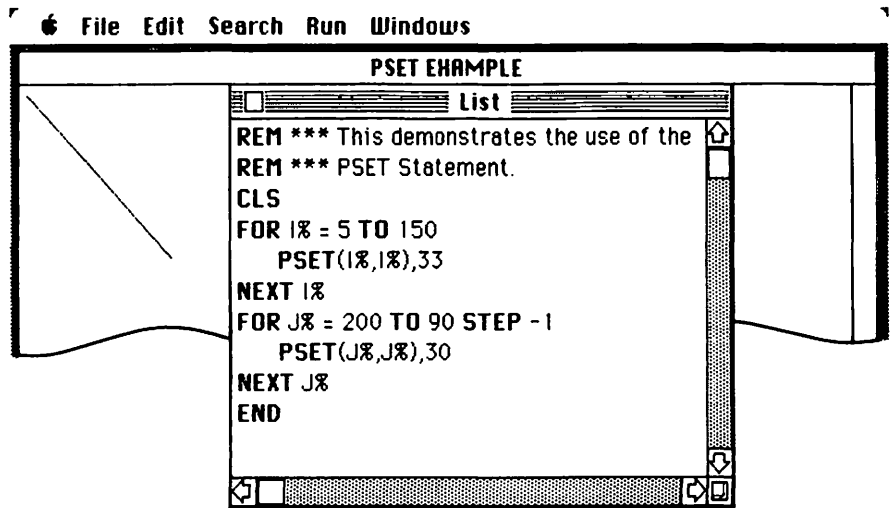 File Edit Search Run Windows
PSET EXAMPLE
List
REM *** This demonstrates the use of the
REM *** PSET Statement.
CLS
FOR I% = 5 TO 150
PSET(I%,I%),33
NEXT I%
FOR J% = 200 TO 90 STEP -1
PSET(J%,J%),30
NEXT J%
END